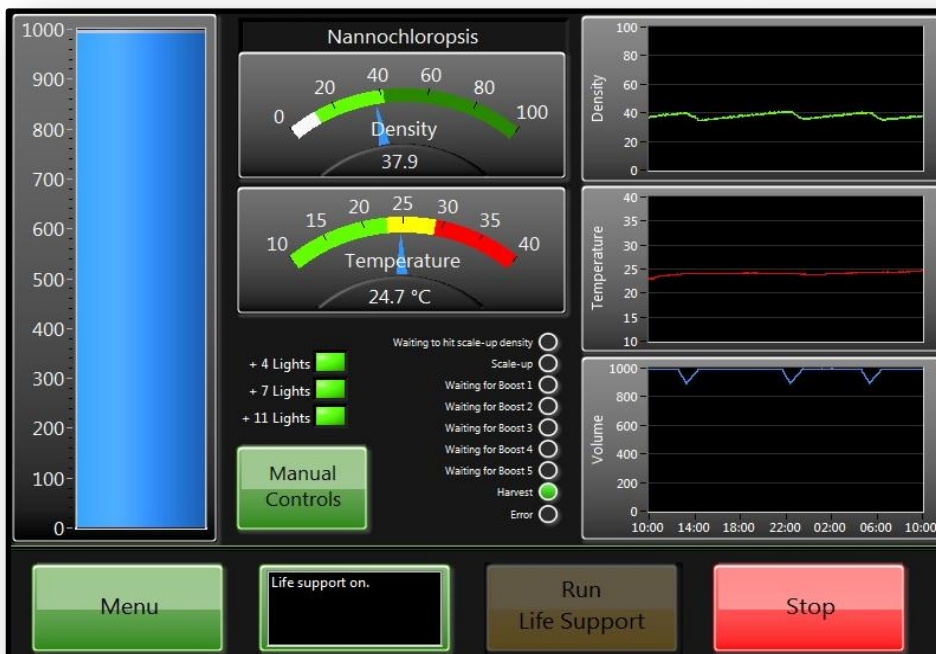 1000
900
800
700
600
500
400
300
200
100
0
Nannochloropsis
0 20 40 60 80 100
Density
37.9
10 15 20 25 30 35 40
Temperature
24.7 °C
+ 4 Lights
+ 7 Lights
+ 11 Lights
Manual
Controls
Waiting to hit scale-up density
Scale-up
Waiting for Boost 1
Waiting for Boost 2
Waiting for Boost 3
Waiting for Boost 4
Waiting for Boost 5
Harvest
Error
Density
100
80
60
40
20
0
Temperature
40
35
30
25
20
15
10
Volume
1000
800
600
400
200
0
10:00 14:00 18:00 22:00 02:00 06:00 10:00
Menu
Life support on.
Run
Life Support
Stop